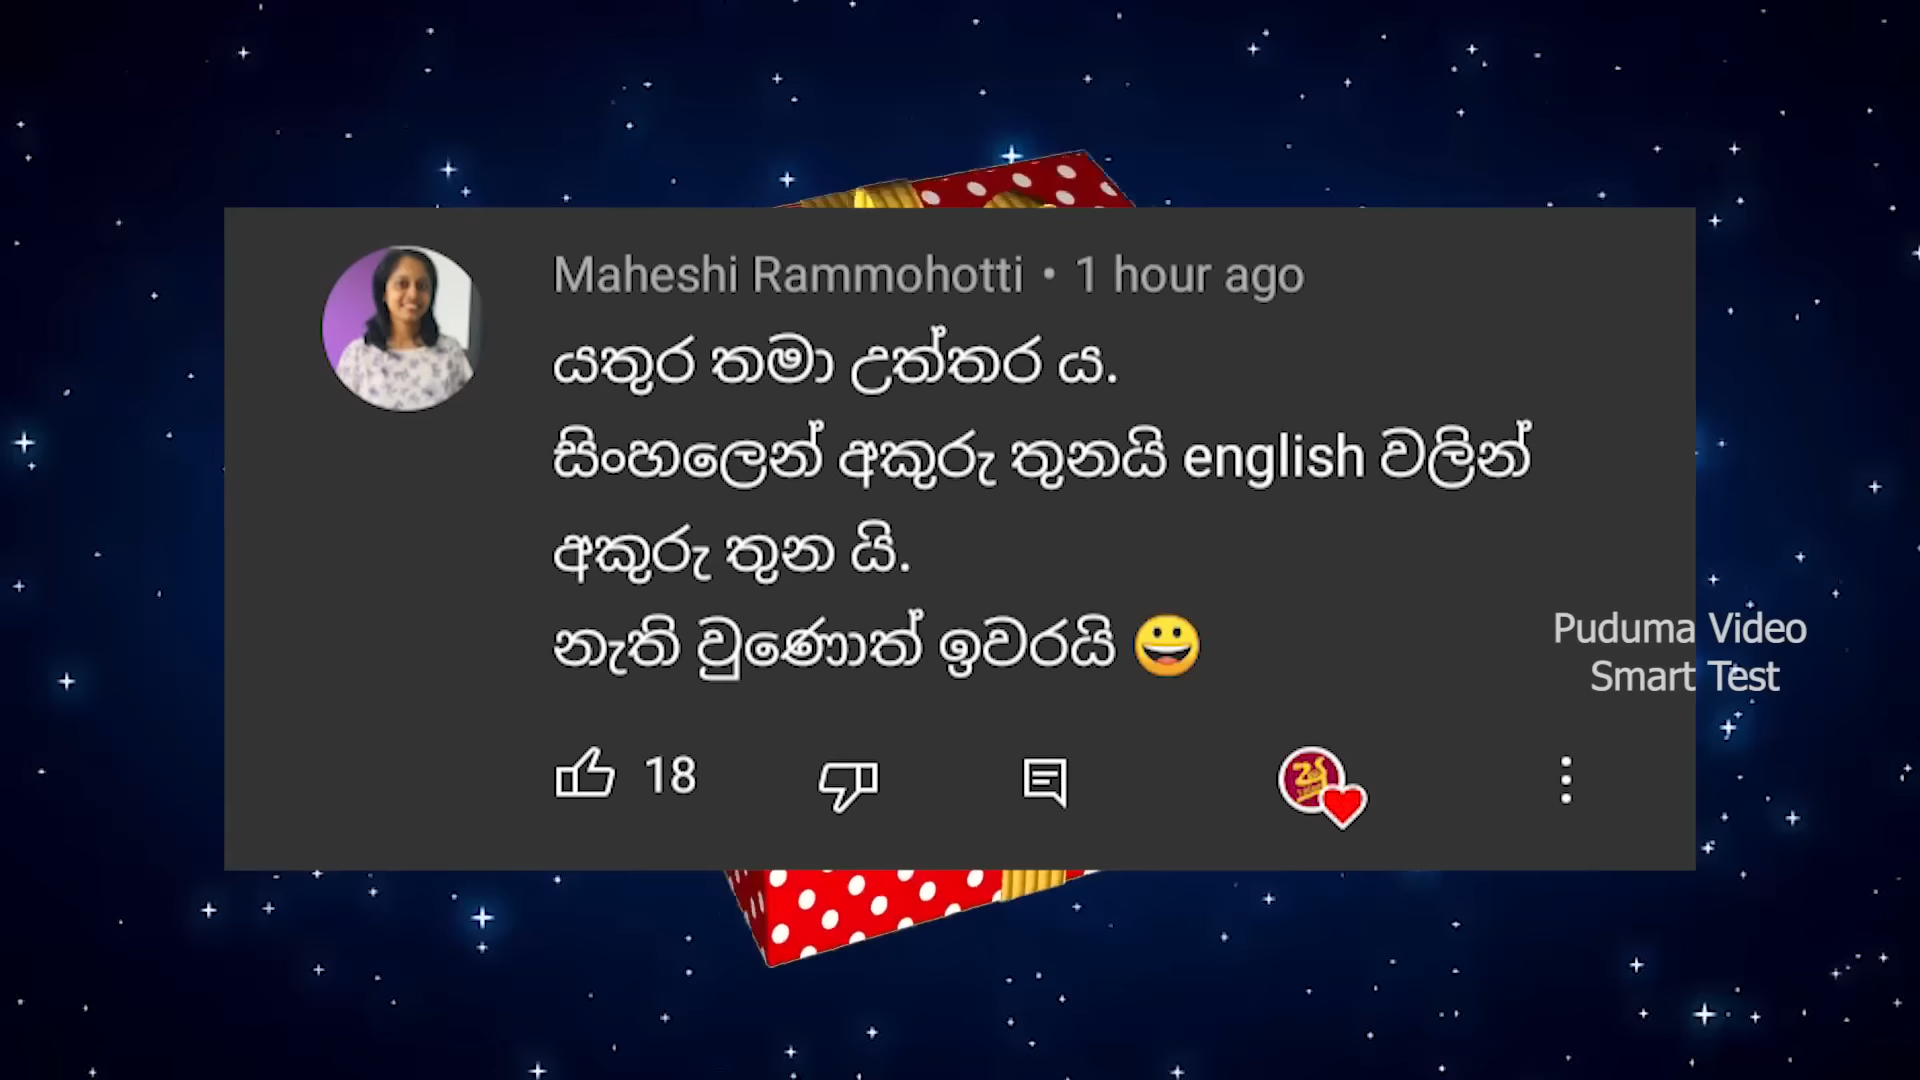 Maheshi Rammohotti • 1 hour ago
යතුර තමා උත්තර ය.
සිංහලෙන් අකුරු තුනයි english වලින්
අකුරු තුන යි.
නැති වුණොත් ඉවරයි 😀
Puduma Video
Smart Test
18